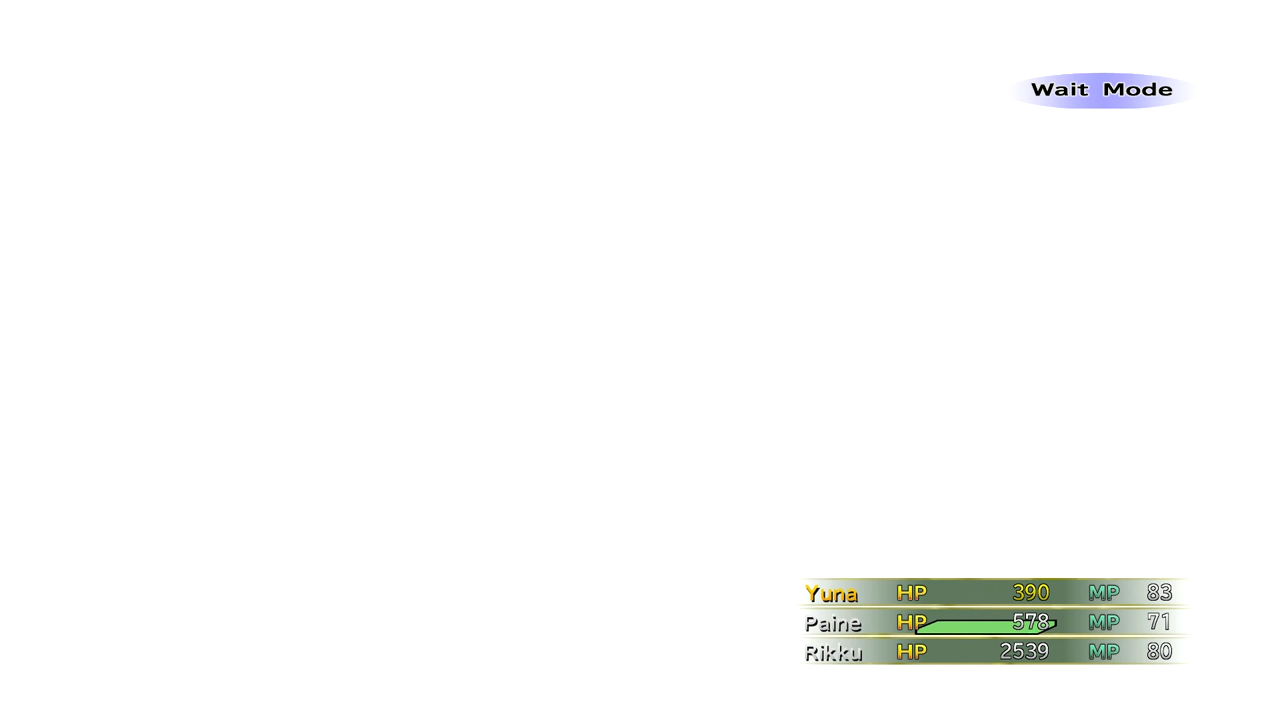 Wait Mode
Yuna HP 390 MP 83
Paine HP 578 MP 71
Rikku HP 2539 MP 80